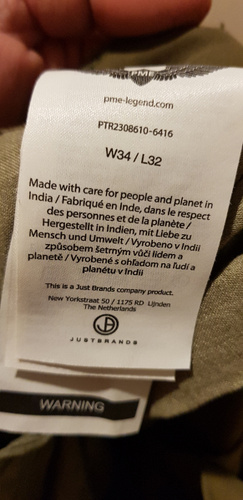 pme-legend.com
PTR2308610-6416
W34 / L32
Made with care for people and planet in
India / Fabriqué en Inde, dans le respect
des personnes et de la planète /
Hergestellt in Indien, mit Liebe zu
Mensch und Umwelt / Vyrobeno v Indii
způsobem šetrným vůči lidem a
planetě / Vyrobené s ohľadom na ľudí a
planétu v Indii
This is a Just Brands company product.
New Yorkstraat 50 / 1175 RD Lijnden
The Netherlands
JUSTBRANDS
WARNING